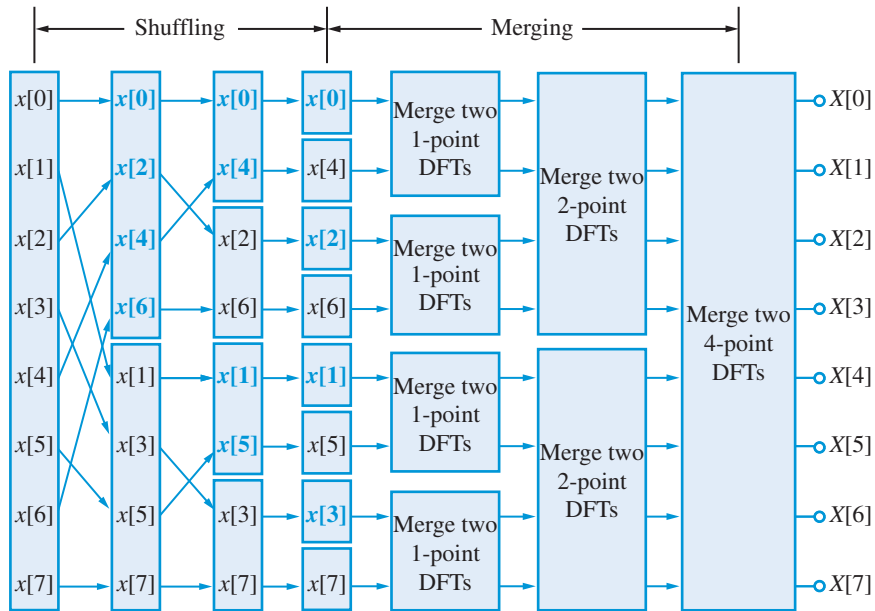 Shuffling Merging
x[0] x[0] x[0] x[0] X[0]
x[1] x[2] x[4] x[4] X[1]
x[2] x[4] x[2] x[2] X[2]
x[3] x[6] x[6] x[6] X[3]
x[4] x[1] x[1] x[1] X[4]
x[5] x[3] x[5] x[5] X[5]
x[6] x[5] x[3] x[3] X[6]
x[7] x[7] x[7] x[7] X[7]
Merge two
1-point
DFTs
Merge two
1-point
DFTs
Merge two
1-point
DFTs
Merge two
1-point
DFTs
Merge two
2-point
DFTs
Merge two
2-point
DFTs
Merge two
4-point
DFTs